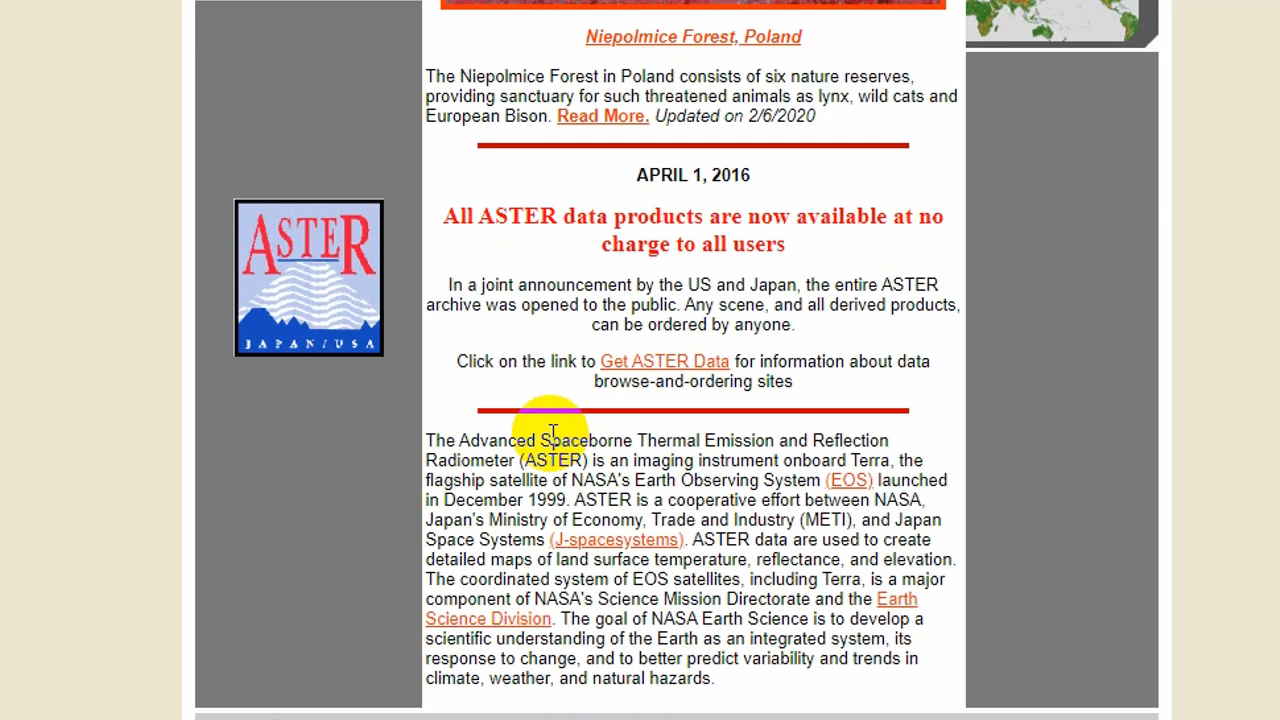 Niepolmice Forest, Poland
The Niepolmice Forest in Poland consists of six nature reserves,
providing sanctuary for such threatened animals as lynx, wild cats and
European Bison. Read More. Updated on 2/6/2020
APRIL 1, 2016
All ASTER data products are now available at no
charge to all users
In a joint announcement by the US and Japan, the entire ASTER
archive was opened to the public. Any scene, and all derived products,
can be ordered by anyone.
Click on the link to Get ASTER Data for information about data
browse-and-ordering sites
ASTER
JAPAN/USA
The Advanced Spaceborne Thermal Emission and Reflection
Radiometer (ASTER) is an imaging instrument onboard Terra, the
flagship satellite of NASA's Earth Observing System (EOS) launched
in December 1999. ASTER is a cooperative effort between NASA,
Japan's Ministry of Economy, Trade and Industry (METI), and Japan
Space Systems (J-spacesystems). ASTER data are used to create
detailed maps of land surface temperature, reflectance, and elevation.
The coordinated system of EOS satellites, including Terra, is a major
component of NASA's Science Mission Directorate and the Earth
Science Division. The goal of NASA Earth Science is to develop a
scientific understanding of the Earth as an integrated system, its
response to change, and to better predict variability and trends in
climate, weather, and natural hazards.